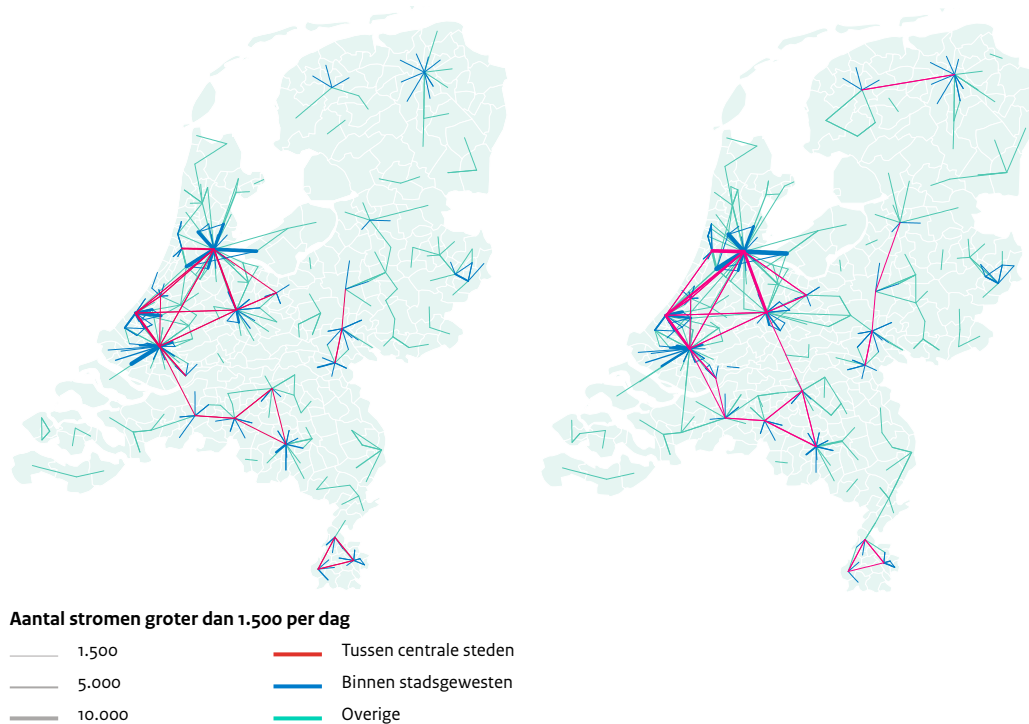 Aantal stromen groter dan 1.500 per dag
1.500 Tussen centrale steden
5.000 Binnen stadsgewesten
10.000 Overige